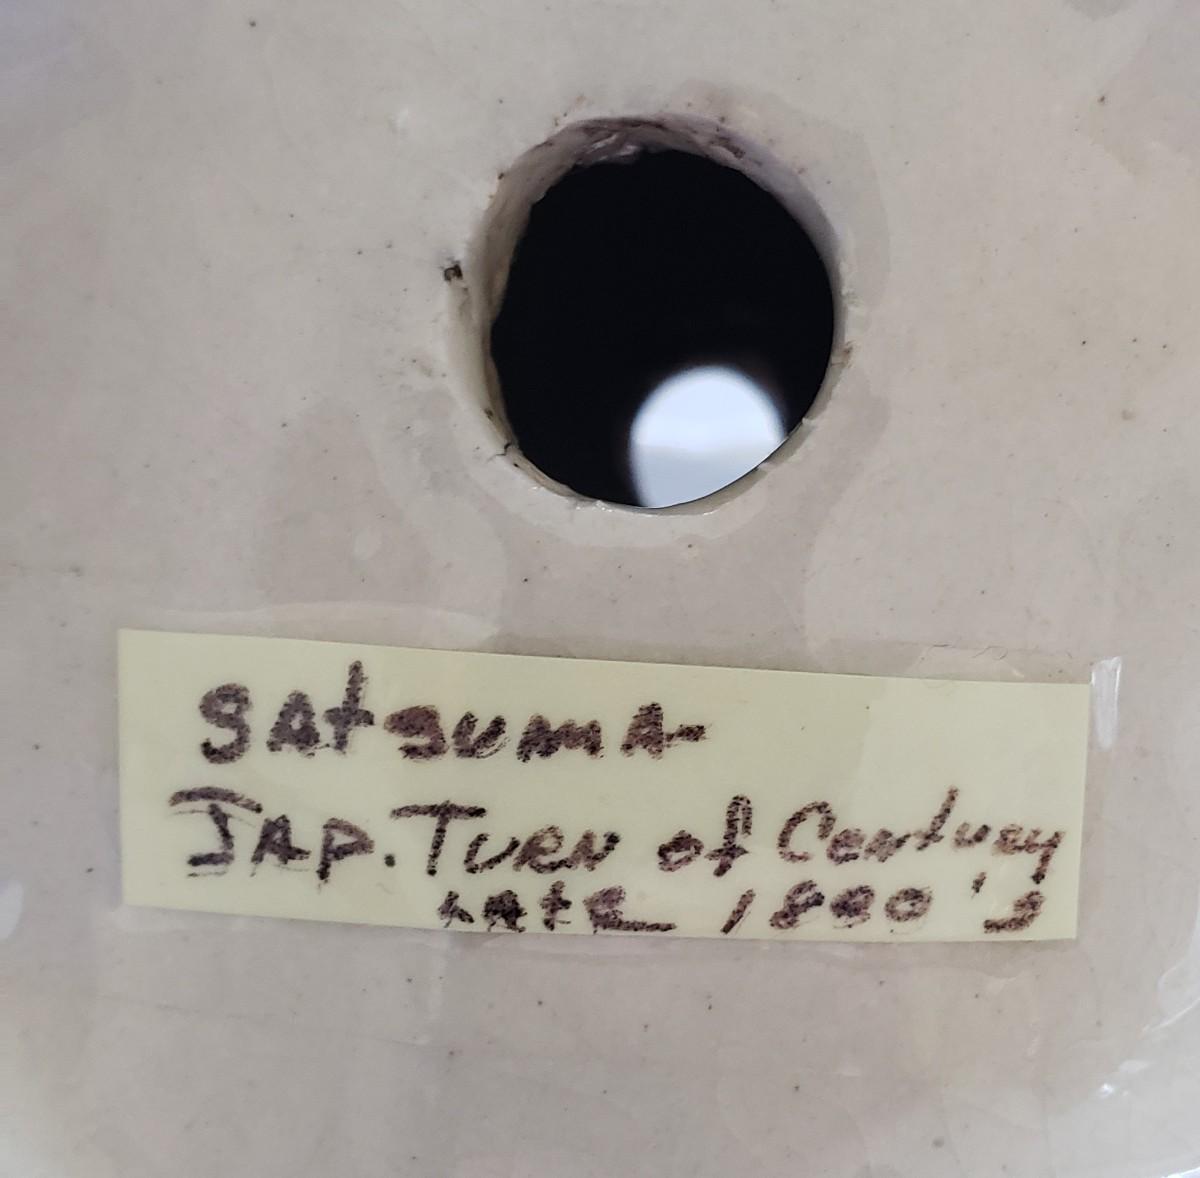 SAtsumA-
JAP. TURN of Century
Late 1800's